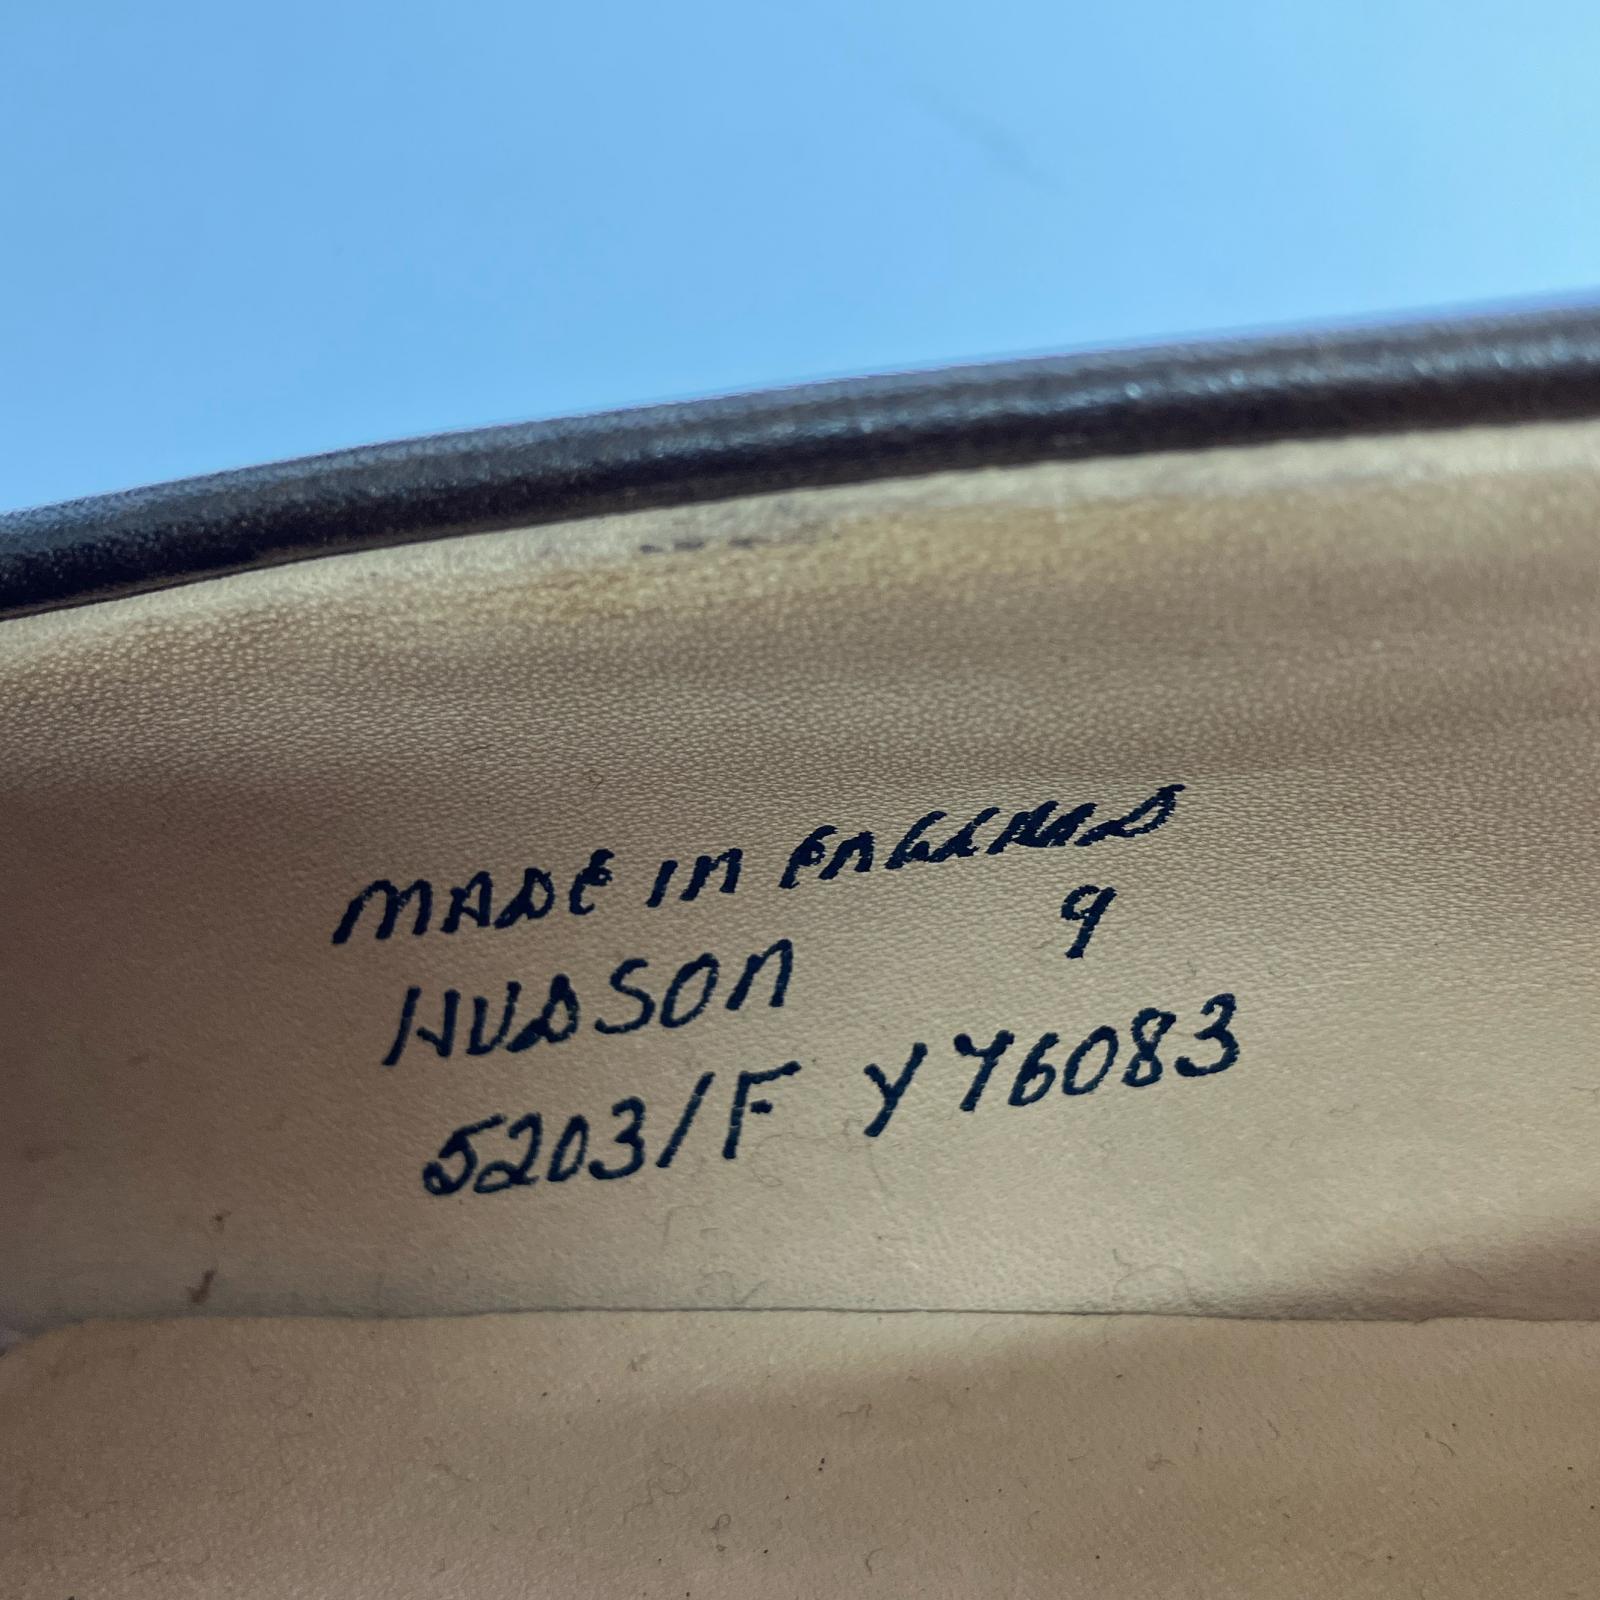 MADE IN ENGLAND
HUDSON 9
5203/F Y76083